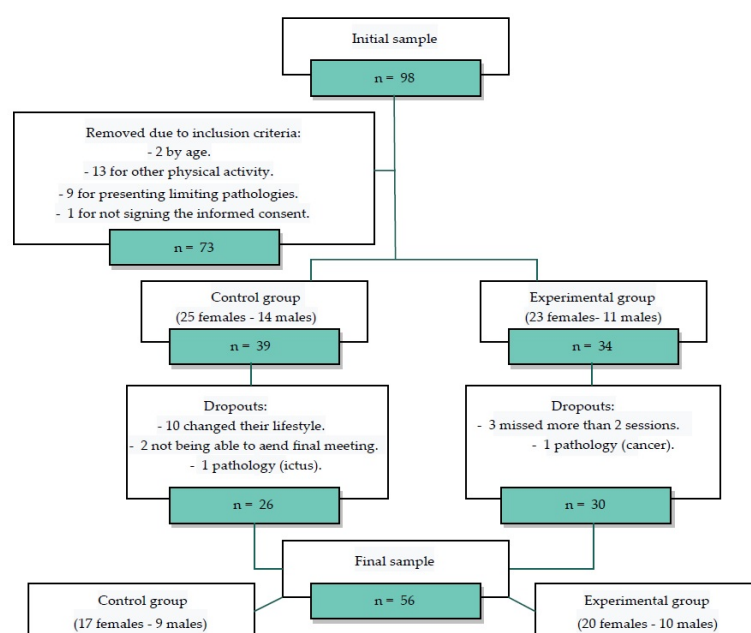 Initial sample
n = 98
Removed due to inclusion criteria:
- 2 by age.
- 13 for other physical activity.
- 9 for presenting limiting pathologies.
- 1 for not signing the informed consent.
n = 73
Control group
(25 females - 14 males)
n = 39
Experimental group
(23 females- 11 males)
n = 34
Dropouts:
- 10 changed their lifestyle.
- 2 not being able to aend final meeting.
- 1 pathology (ictus).
n = 26
Dropouts:
- 3 missed more than 2 sessions.
- 1 pathology (cancer).
n = 30
Final sample
n = 56
Control group
(17 females - 9 males)
Experimental group
(20 females - 10 males)